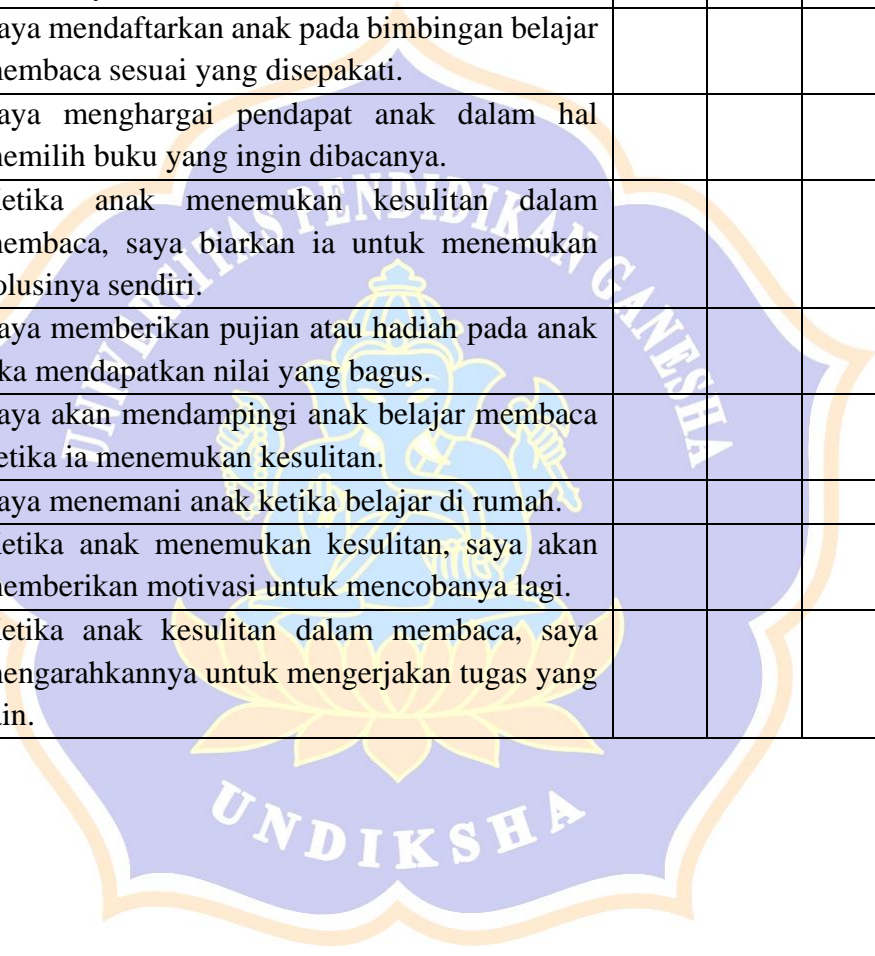 aya mendaftarkan anak pada bimbingan belajar
membaca sesuai yang disepakati.
aya menghargai pendapat anak dalam hal
memilih buku yang ingin dibacanya.
etika anak menemukan kesulitan dalam
membaca, saya biarkan ia untuk menemukan
olusinya sendiri.
aya memberikan pujian atau hadiah pada anak
ika mendapatkan nilai yang bagus.
aya akan mendampingi anak belajar membaca
etika ia menemukan kesulitan.
aya menemani anak ketika belajar di rumah.
etika anak menemukan kesulitan, saya akan
memberikan motivasi untuk mencobanya lagi.
etika anak kesulitan dalam membaca, saya
mengarahkannya untuk mengerjakan tugas yang
ain.
UNIVERSITAS PENDIDIKAN GANESHA
UNDIKSHA